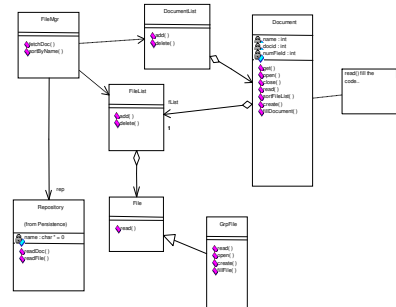 FileMgr
fetchDoc( )
sortByName( )
DocumentList
add( )
delete( )
Document
name : int
docid : int
numField : int
get( )
open( )
close( )
read( )
sortFileList( )
create( )
fillDocument( )
read() fill the
code..
FileList
add( )
delete( )
fList
1
rep
Repository
(from Persistence)
name : char * = 0
readDoc( )
readFile( )
File
read( )
GrpFile
read( )
open( )
create( )
fillFile( )